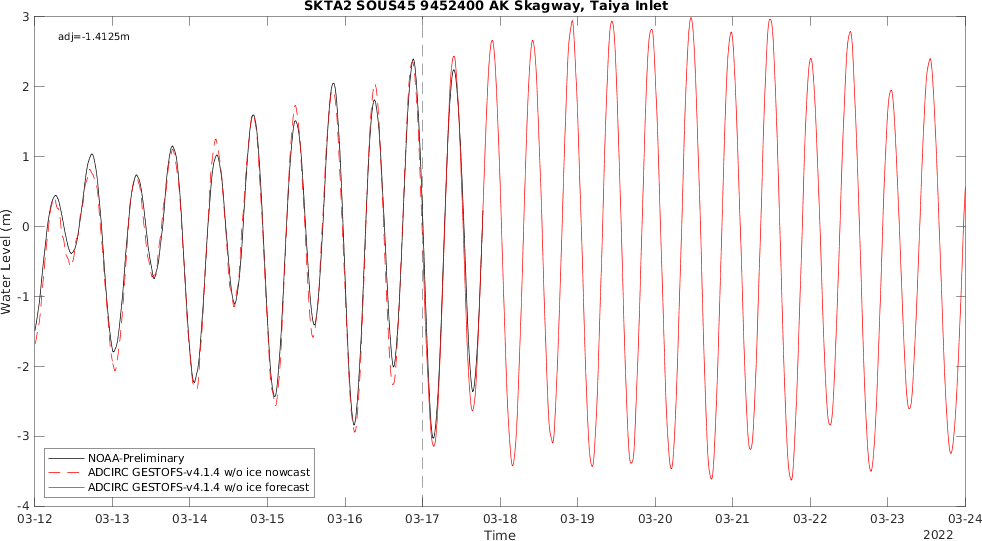 SKTA2 SOUS45 9452400 AK Skagway, Taiya Inlet
adj=-1.4125m
3
2
1
0
-1
-2
-3
-4
Water Level (m)
NOAA-Preliminary
ADCIRC GESTOFS-v4.1.4 w/o ice nowcast
ADCIRC GESTOFS-v4.1.4 w/o ice forecast
03-12 03-13 03-14 03-15 03-16 03-17 03-18 03-19 03-20 03-21 03-22 03-23 03-24
Time
2022